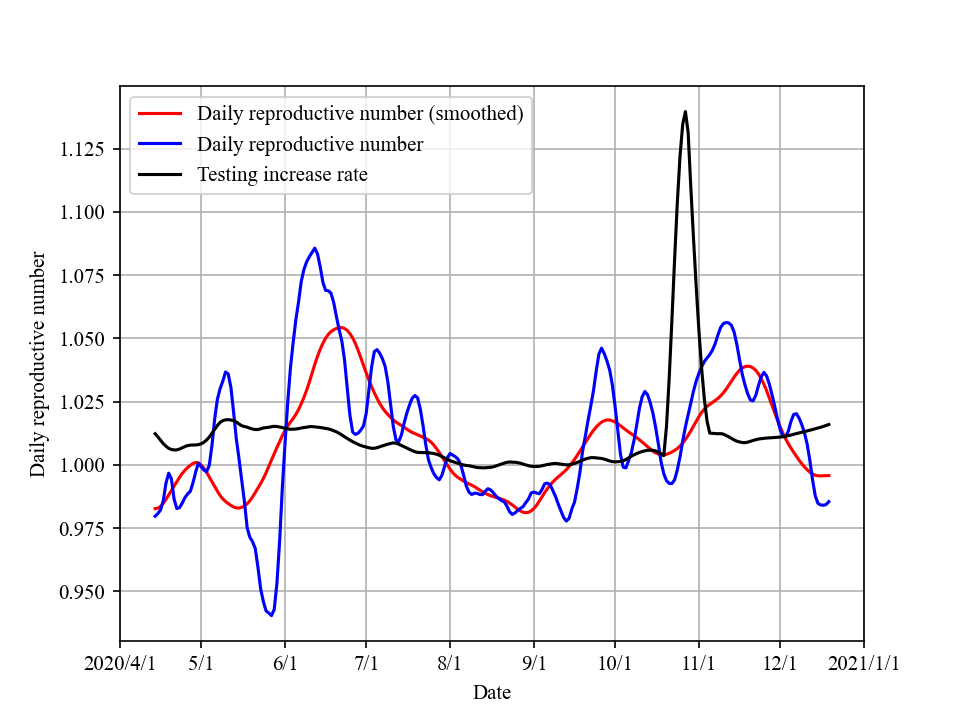 Daily reproductive number (smoothed)
Daily reproductive number
Testing increase rate
Daily reproductive number
1.125
1.100
1.075
1.050
1.025
1.000
0.975
0.950
2020/4/1 5/1 6/1 7/1 8/1 9/1 10/1 11/1 12/1 2021/1/1
Date